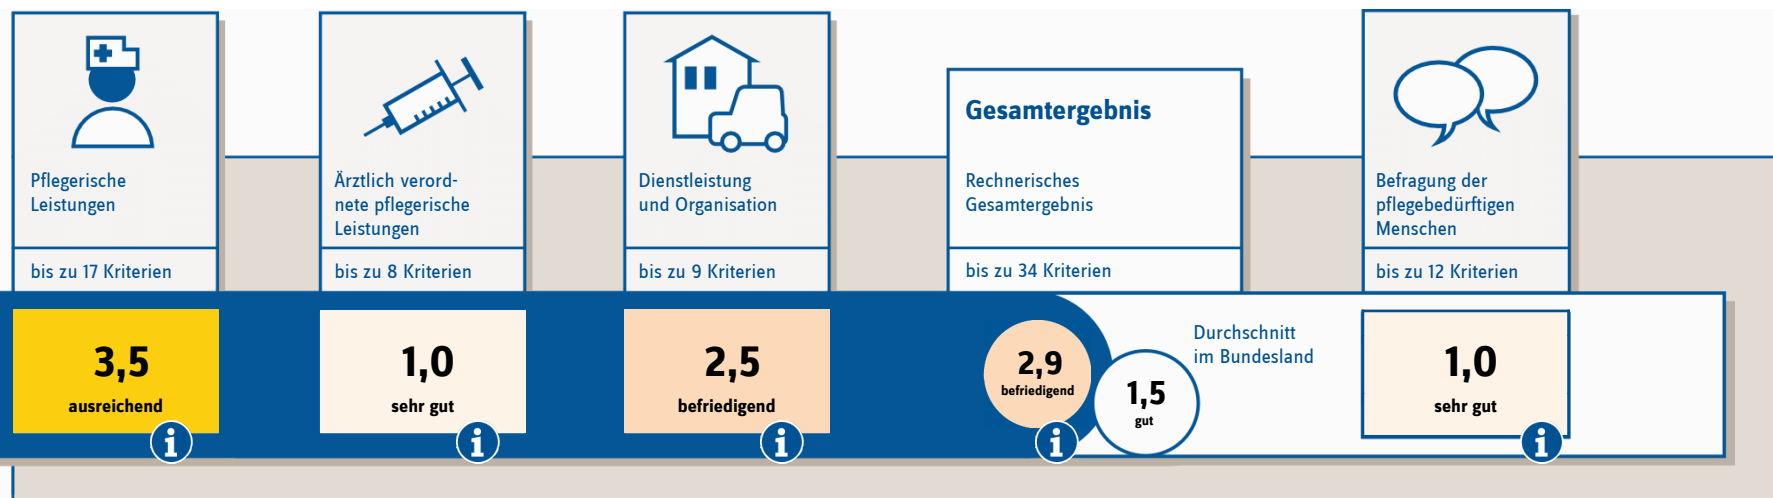 Pflegerische
Leistungen
bis zu 17 Kriterien
3,5
ausreichend
i
Ärztlich verord-
nete pflegerische
Leistungen
bis zu 8 Kriterien
1,0
sehr gut
i
Dienstleistung
und Organisation
bis zu 9 Kriterien
2,5
befriedigend
i
Gesamtergebnis
Rechnerisches
Gesamtergebnis
bis zu 34 Kriterien
2,9
befriedigend
i
Durchschnitt
im Bundesland
1,5
gut
Befragung der
pflegebedürftigen
Menschen
bis zu 12 Kriterien
1,0
sehr gut
i